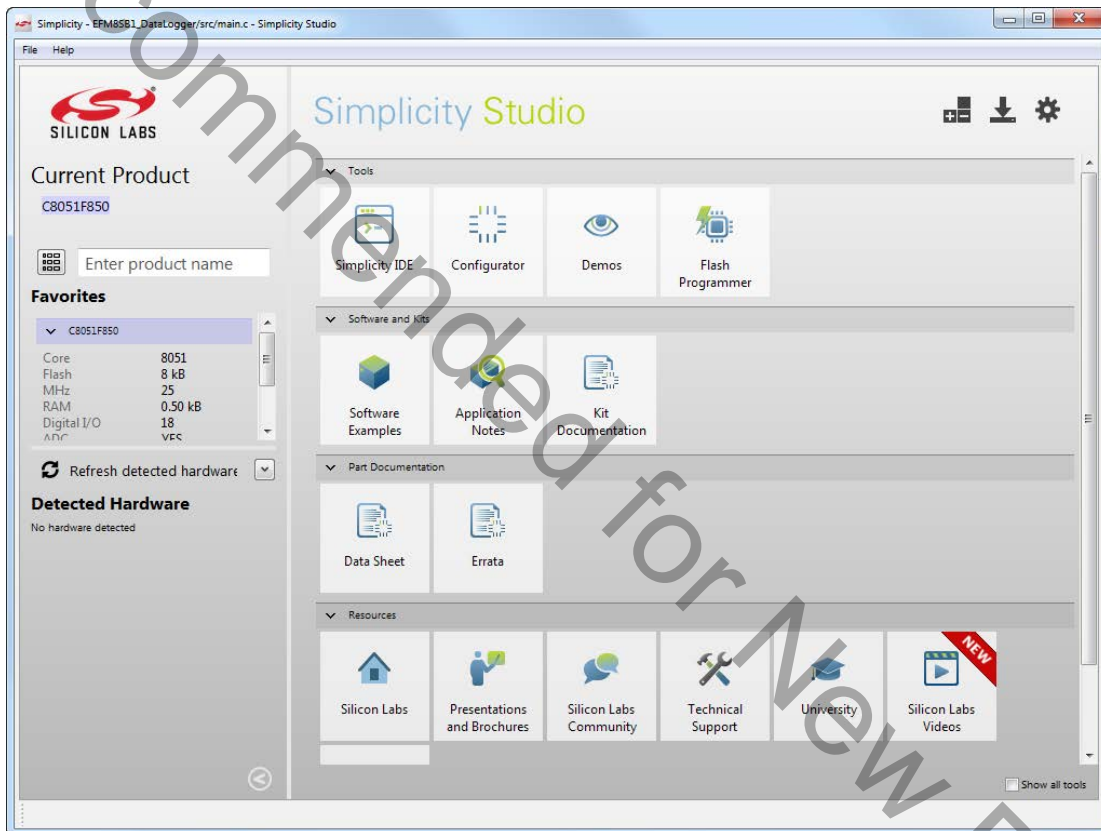 Simplicity - EFM8SB1_DataLogger/src/main.c - Simplicity Studio
File Help
SILICON LABS
Simplicity Studio
Current Product
C8051F850
Enter product name
Favorites
C8051F850
Core 8051
Flash 8 kB
MHz 25
RAM 0.50 kB
Digital I/O 18
ADC YES
Refresh detected hardware
Detected Hardware
No hardware detected
Tools
Simplicity IDE
Configurator
Demos
Flash
Programmer
Software and Kits
Software
Examples
Application
Notes
Kit
Documentation
Part Documentation
Data Sheet
Errata
Resources
Silicon Labs
Presentations
and Brochures
Silicon Labs
Community
Technical
Support
University
NEW
Silicon Labs
Videos
Show all tools
commended for New